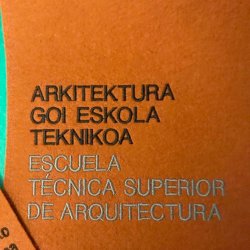 ARKITEKTURA
GOI ESKOLA
TEKNIKOA
ESCUELA
TÉCNICA SUPERIOR
DE ARQUITECTURA